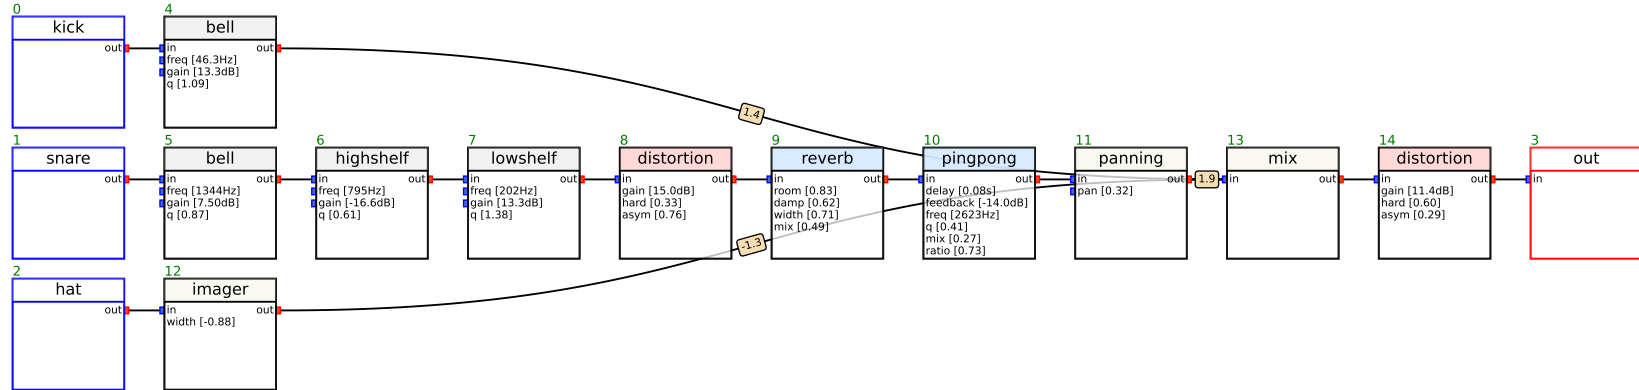 0
kick
out
4
bell
in out
freq [46.3Hz]
gain [13.3dB]
q [1.09]
1.4
1
snare
out
5
bell
in out
freq [1344Hz]
gain [7.50dB]
q [0.87]
6
highshelf
in out
freq [795Hz]
gain [-16.6dB]
q [0.61]
7
lowshelf
in out
freq [202Hz]
gain [13.3dB]
q [1.38]
8
distortion
in out
gain [15.0dB]
hard [0.33]
asym [0.76]
9
reverb
in out
room [0.83]
damp [0.62]
width [0.71]
mix [0.49]
10
pingpong
in out
delay [0.08s]
feedback [-14.0dB]
freq [2623Hz]
q [0.41]
mix [0.27]
ratio [0.73]
11
panning
in out
pan [0.32]
1.9
13
mix
in out
14
distortion
in out
gain [11.4dB]
hard [0.60]
asym [0.29]
3
out
in
-1.3
2
hat
out
12
imager
in out
width [-0.88]